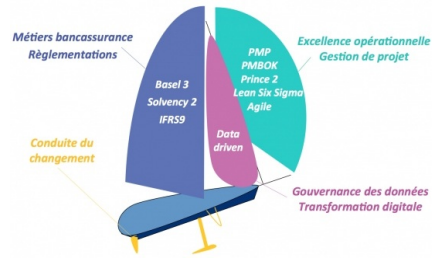 Métiers bancassurance
Règlementations
Basel 3
Solvency 2
IFRS9
PMP
PMBOK
Prince 2
Lean Six Sigma
Agile
Excellence opérationnelle
Gestion de projet
Data
driven
Conduite du
changement
Gouvernance des données
Transformation digitale